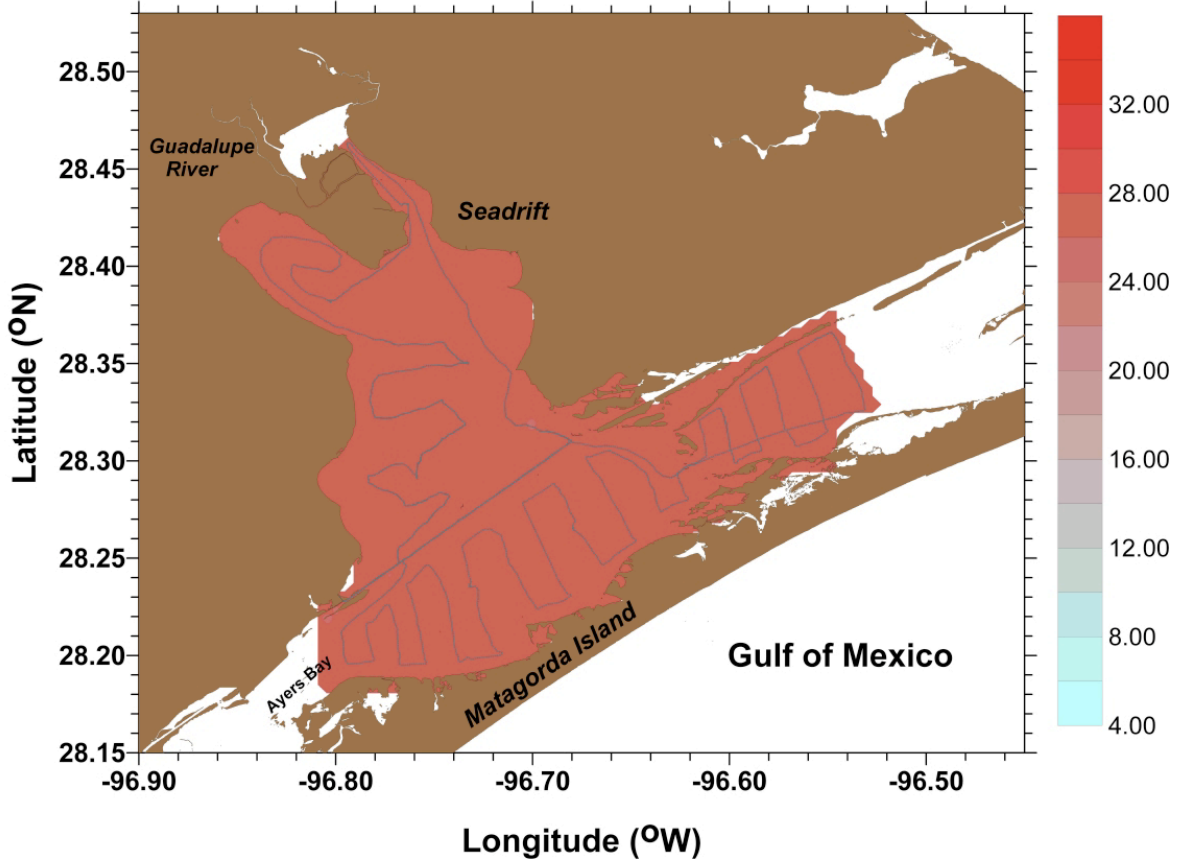 28.50
28.45
28.40
28.35
28.30
28.25
28.20
28.15
Latitude (ºN)
Guadalupe
River
Seadrift
Ayers Bay
Matagorda Island
Gulf of Mexico
32.00
28.00
24.00
20.00
16.00
12.00
8.00
4.00
-96.90
-96.80
-96.70
-96.60
-96.50
Longitude (ºW)